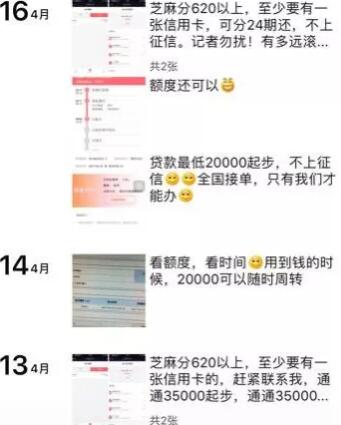 16 4月
芝麻分620以上，至少要有一
张信用卡，可分24期还，不上
征信。记者勿扰！有多远滚...
共2张
额度还可以
贷款最低20000起步，不上征
信全国接单，只有我们才
能办
14 4月
看额度，看时间用到钱的时
候，20000可以随时周转
13 4月
芝麻分620以上，至少要有一
张信用卡的，赶紧联系我，通
通35000起步，通通35000...
共2张